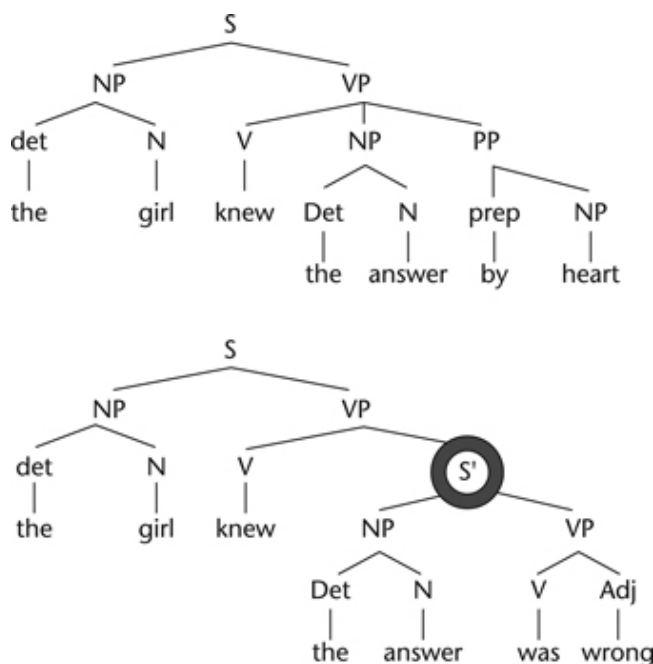 S
NP VP
det N V NP PP
the girl knew Det N prep NP
the answer by heart
S
NP VP
det N V S'
the girl knew NP VP
Det N V Adj
the answer was wrong